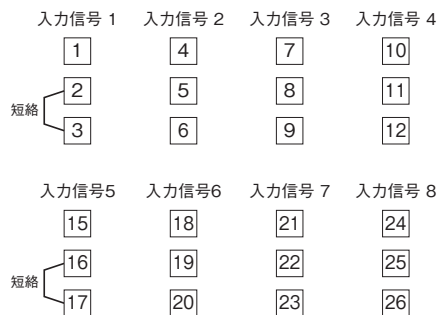 入力信号 1 入力信号 2 入力信号 3 入力信号 4
1 4 7 10
2 5 8 11
短絡
3 6 9 12
入力信号5 入力信号6 入力信号 7 入力信号 8
15 18 21 24
16 19 22 25
短絡
17 20 23 26